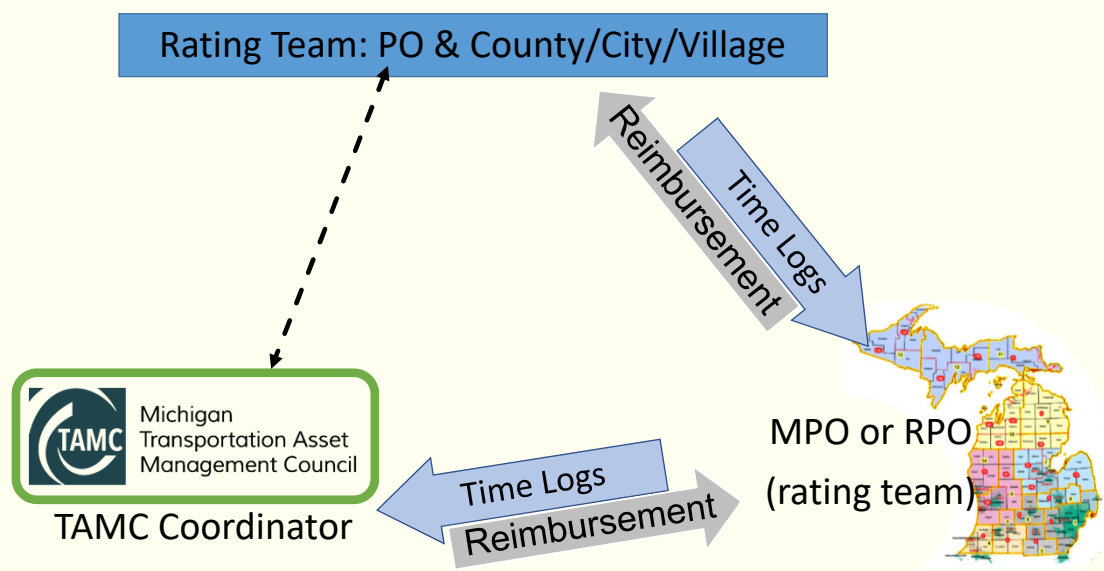 Rating Team: PO & County/City/Village
Reimbursement
Time Logs
TAMC
Michigan
Transportation Asset
Management Council
TAMC Coordinator
MPO or RPO
(rating team)
Time Logs
Reimbursement